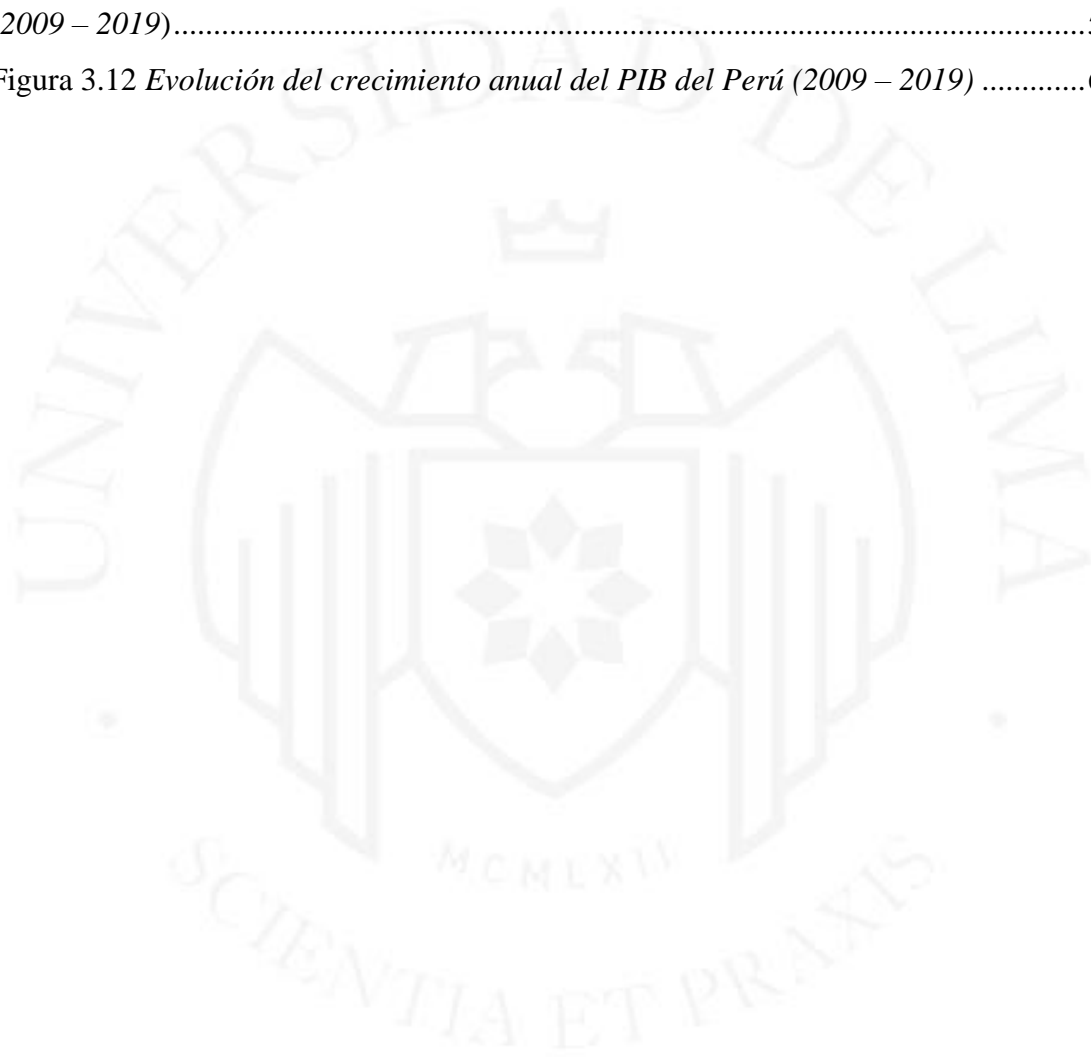 2009 – 2019)
Figura 3.12 Evolución del crecimiento anual del PIB del Perú (2009 – 2019)
UNIVERSIDAD DE LIMA
MCMLXII
SCIENTIA ET PRAXIS